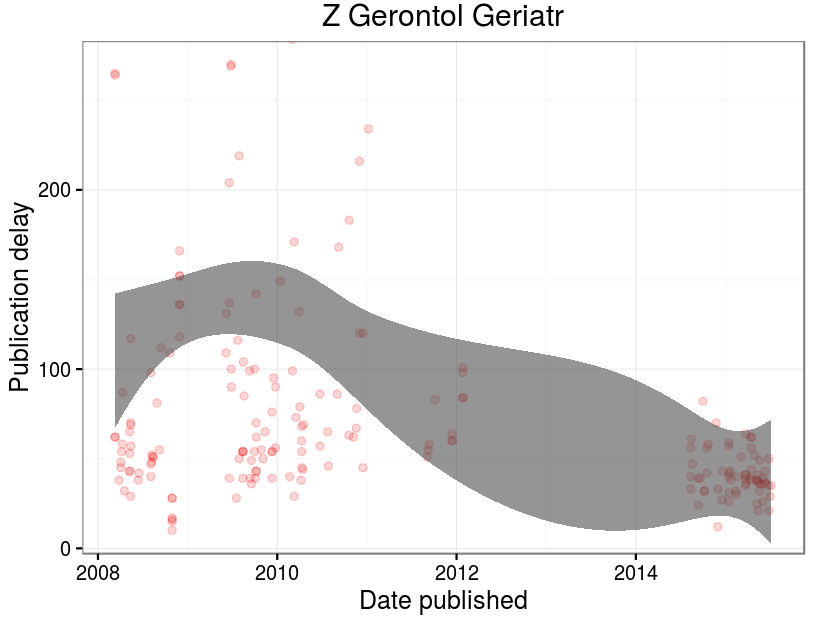 Z Gerontol Geriatr
Publication delay
200
100
0
2008 2010 2012 2014
Date published